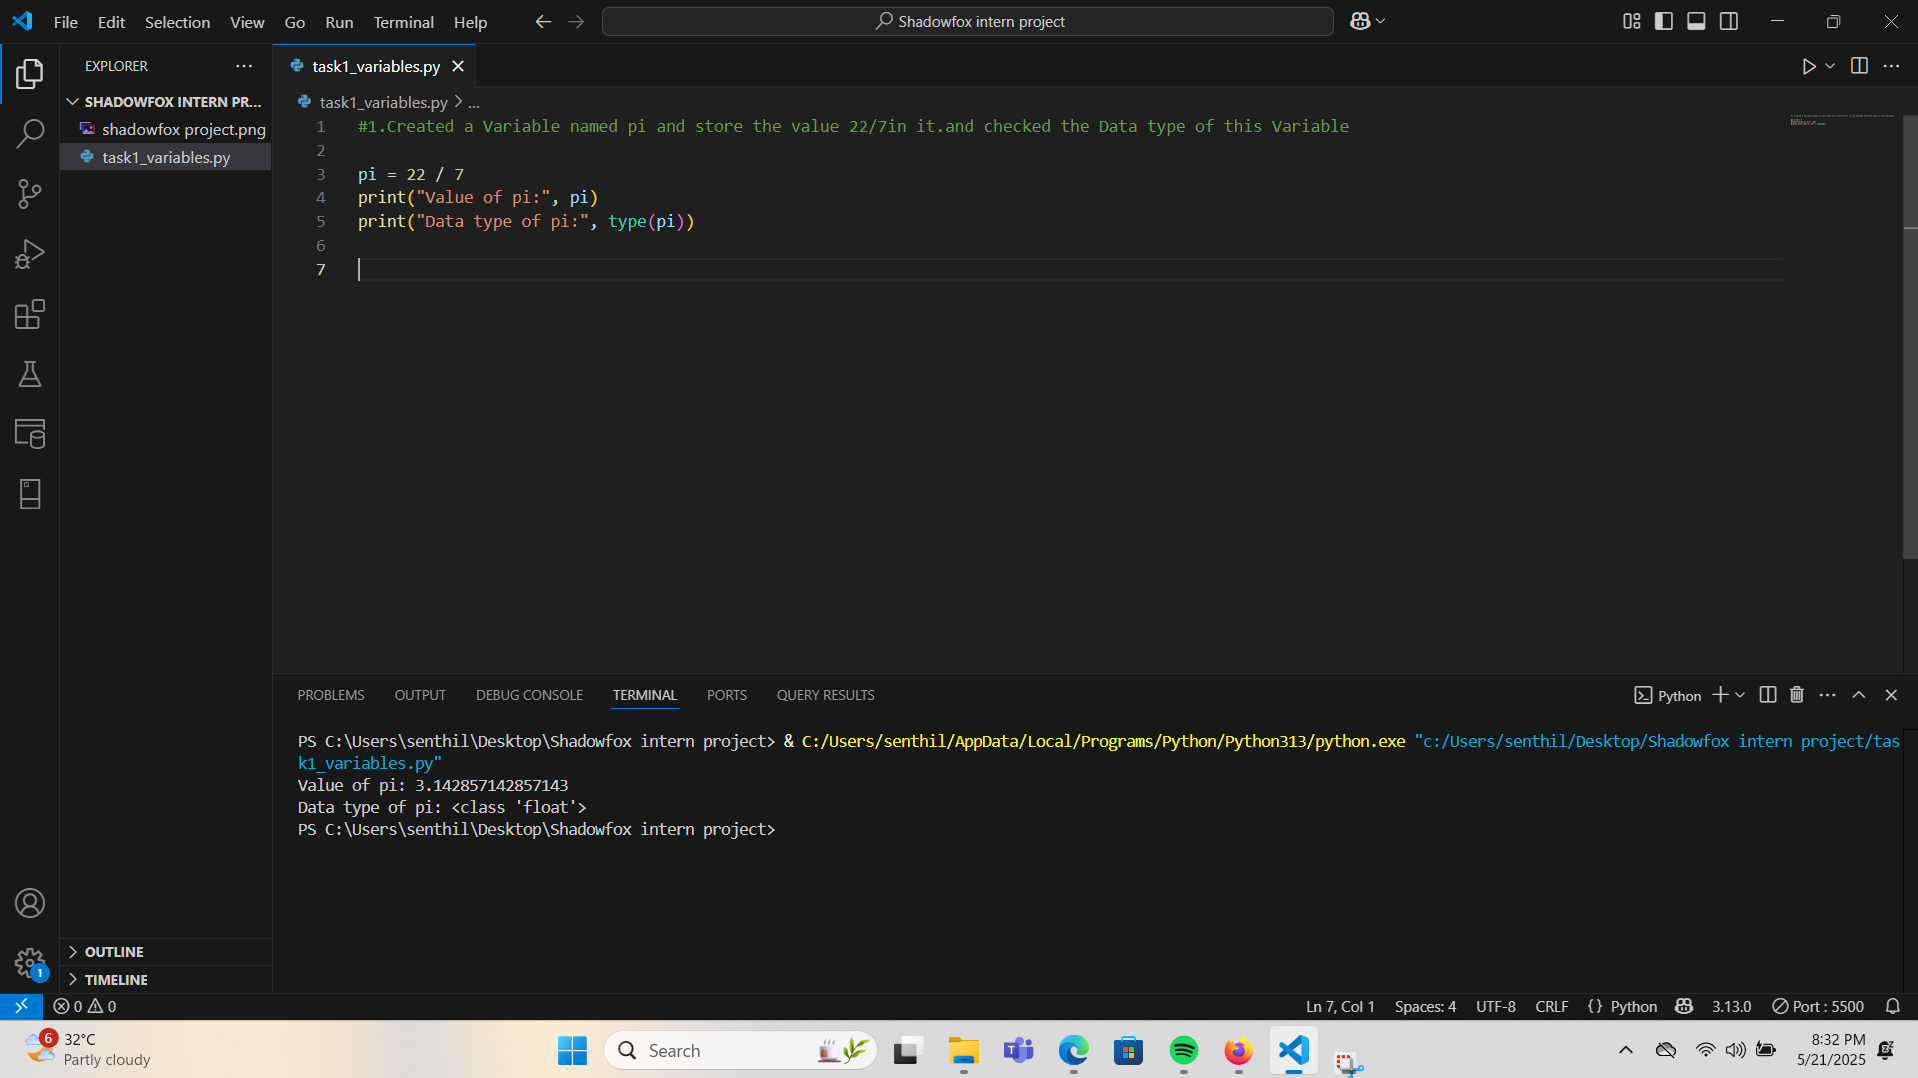 File Edit Selection View Go Run Terminal Help
Shadowfox intern project
EXPLORER
SHADOWFOX INTERN PR...
shadowfox project.png
task1_variables.py
task1_variables.py
task1_variables.py > ...
1 #1.Created a Variable named pi and store the value 22/7in it.and checked the Data type of this Variable
2
3 pi = 22 / 7
4 print("Value of pi:", pi)
5 print("Data type of pi:", type(pi))
6
7
PROBLEMS OUTPUT DEBUG CONSOLE TERMINAL PORTS QUERY RESULTS
Python
PS C:\Users\senthil\Desktop\Shadowfox intern project> & C:/Users/senthil/AppData/Local/Programs/Python/Python313/python.exe "c:/Users/senthil/Desktop/Shadowfox intern project/tas
k1_variables.py"
Value of pi: 3.142857142857143
Data type of pi: <class 'float'>
PS C:\Users\senthil\Desktop\Shadowfox intern project>
OUTLINE
TIMELINE
1
0 0
Ln 7, Col 1 Spaces: 4 UTF-8 CRLF {} Python 3.13.0 Port : 5500
6
32°C
Partly cloudy
Search
8:32 PM
5/21/2025